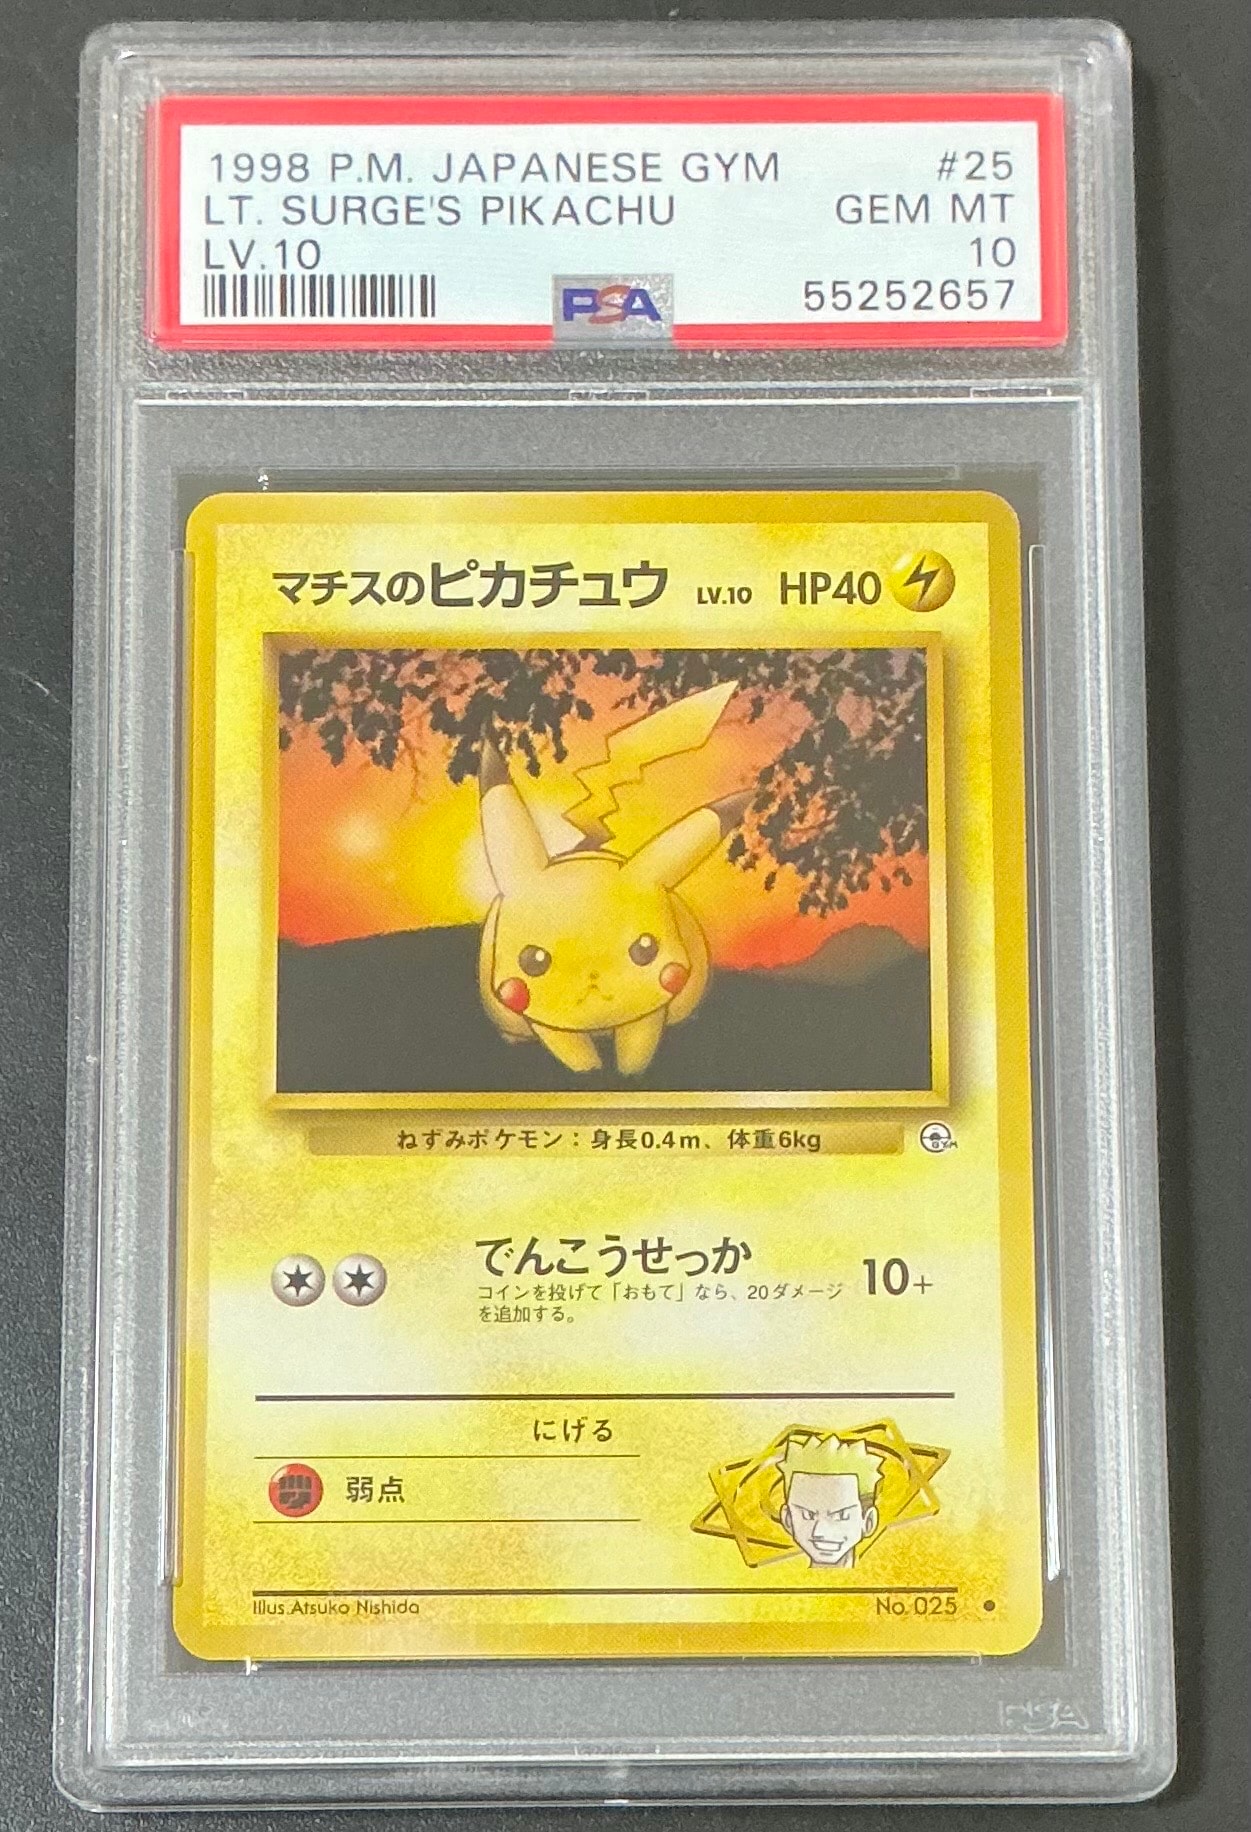 1998 P.M. JAPANESE GYM #25
LT. SURGE'S PIKACHU GEM MT
LV.10 10
PSA 55252657
マチスのピカチュウ LV.10 HP40
ねずみポケモン：身長0.4m、体重6kg
GYM
でんこうせっか 10+
コインを投げて「おもて」なら、20ダメージ
を追加する。
にげる
弱点
Illus.Atsuko Nishida No.025 ●
PSA